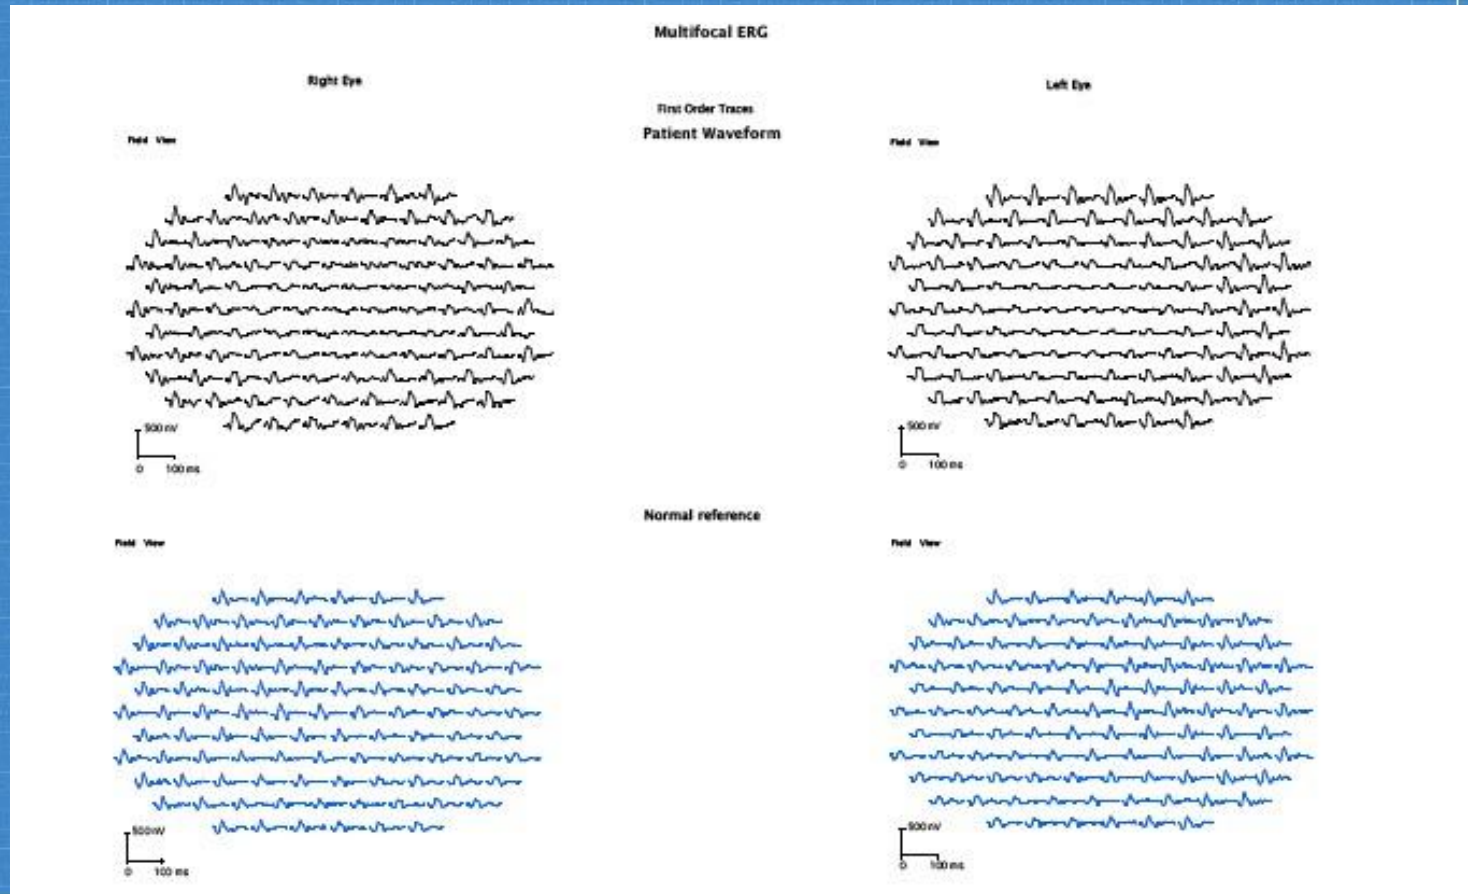 Multifocal ERG
Right Eye
Left Eye
First Order Traces
Patient Waveform
Field View
Field View
500 nV
0 100 ms
500 nV
0 100 ms
Normal reference
Field View
Field View
500 nV
0 100 ms
500 nV
0 100 ms